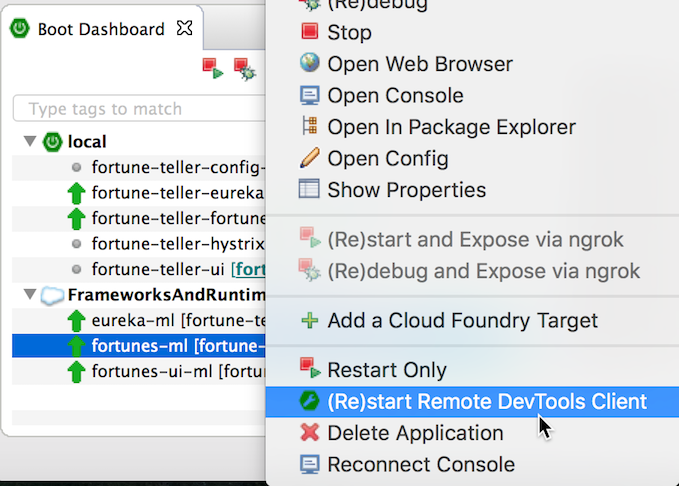 Boot Dashboard
Type tags to match
local
fortune-teller-config-
fortune-teller-eureka
fortune-teller-fortune
fortune-teller-hystrix
fortune-teller-ui [fort
FrameworksAndRuntim
eureka-ml [fortune-te
fortunes-ml [fortune-
fortunes-ui-ml [fortun
(Re)debug
Stop
Open Web Browser
Open Console
Open In Package Explorer
Open Config
Show Properties
(Re)start and Expose via ngrok
(Re)debug and Expose via ngrok
Add a Cloud Foundry Target
Restart Only
(Re)start Remote DevTools Client
Delete Application
Reconnect Console